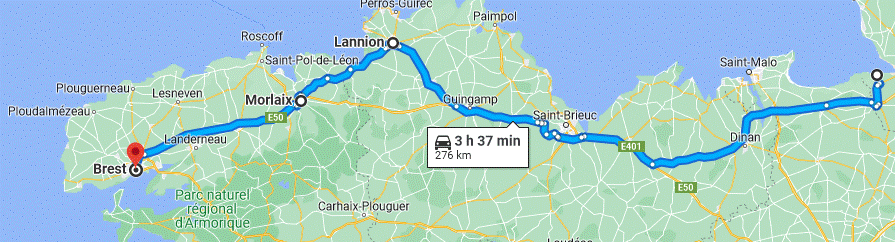 Perros-Guirec
Paimpol
Roscoff
Lannion
Saint-Pol-de-Léon
Saint-Malo
Plouguerneau
Lesneven
Morlaix
Guingamp
Ploudalmézeau
E50
Saint-Brieuc
Landerneau
3 h 37 min
276 km
E401
Dinan
Brest
E50
Parc naturel
régional
d'Armorique
Carhaix-Plouguer
Loudéac